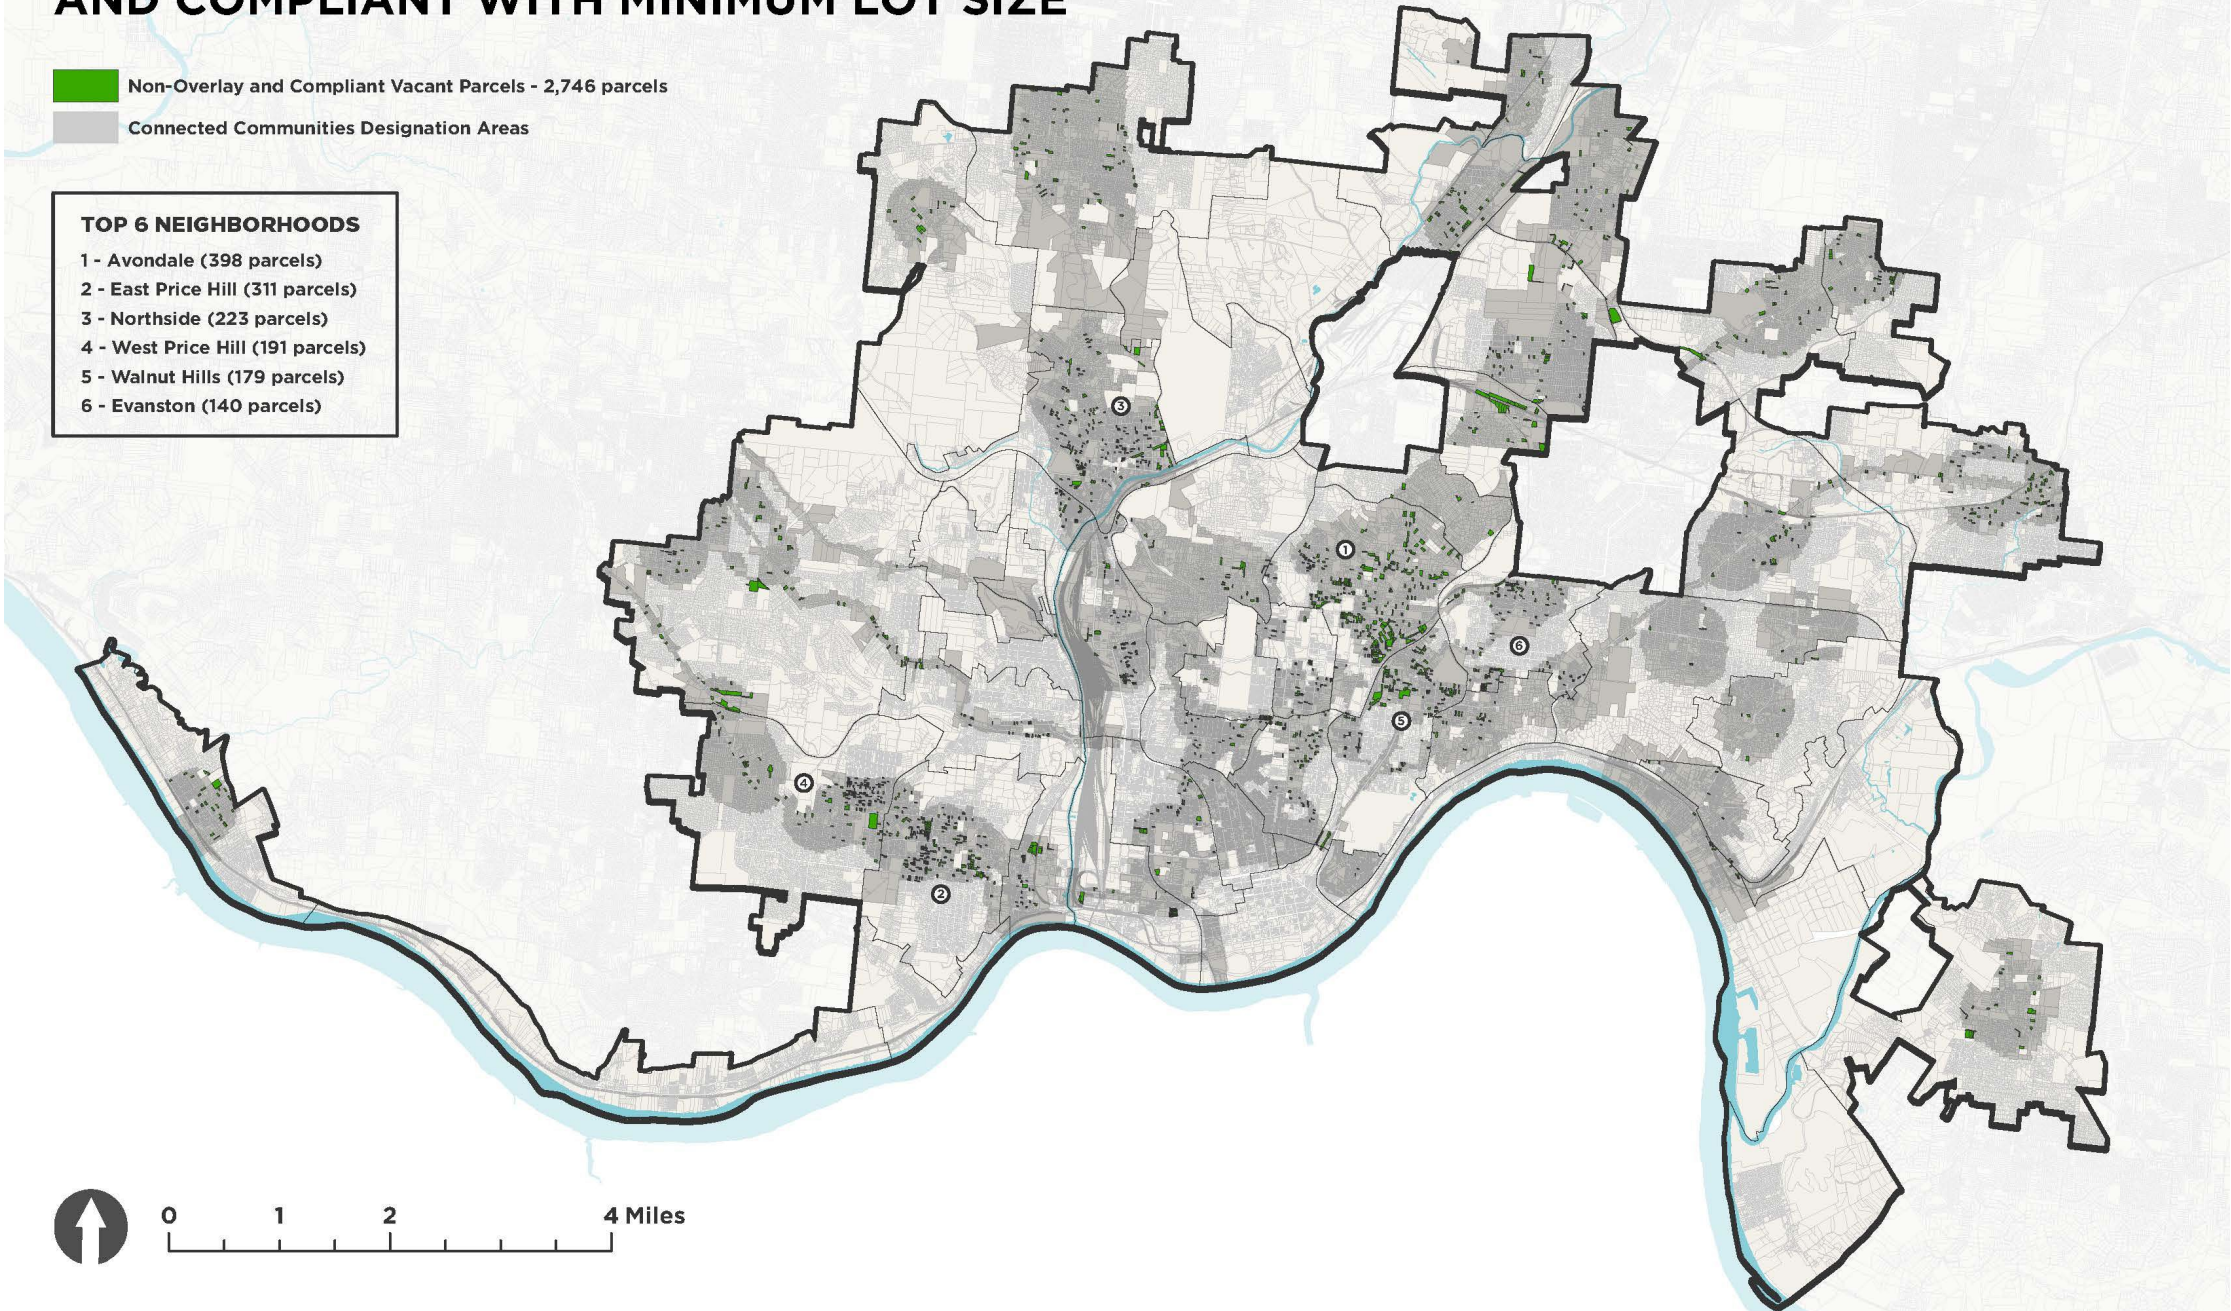 AND COMPLIANT WITH MINIMUM LOT SIZE
Non-Overlay and Compliant Vacant Parcels - 2,746 parcels
Connected Communities Designation Areas
TOP 6 NEIGHBORHOODS
1 - Avondale (398 parcels)
2 - East Price Hill (311 parcels)
3 - Northside (223 parcels)
4 - West Price Hill (191 parcels)
5 - Walnut Hills (179 parcels)
6 - Evanston (140 parcels)
3
1
6
5
4
2
0 1 2 4 Miles